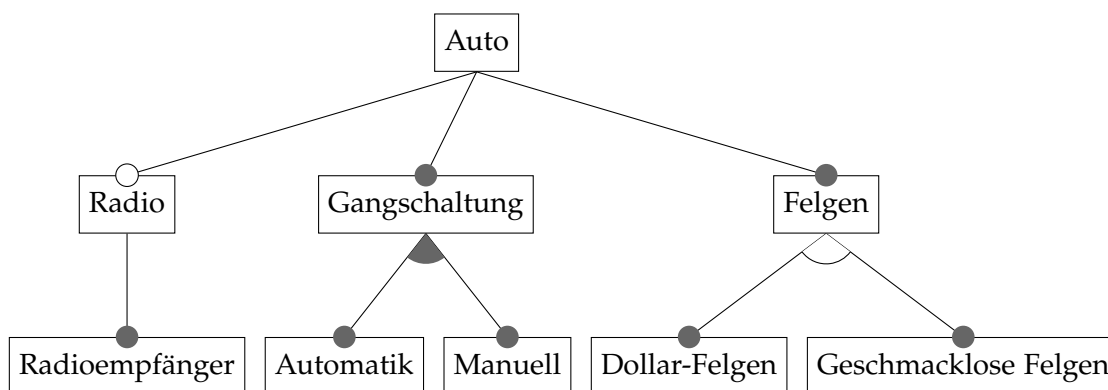 Auto
Radio
Gangschaltung
Felgen
Radioempfänger
Automatik
Manuell
Dollar-Felgen
Geschmacklose Felgen